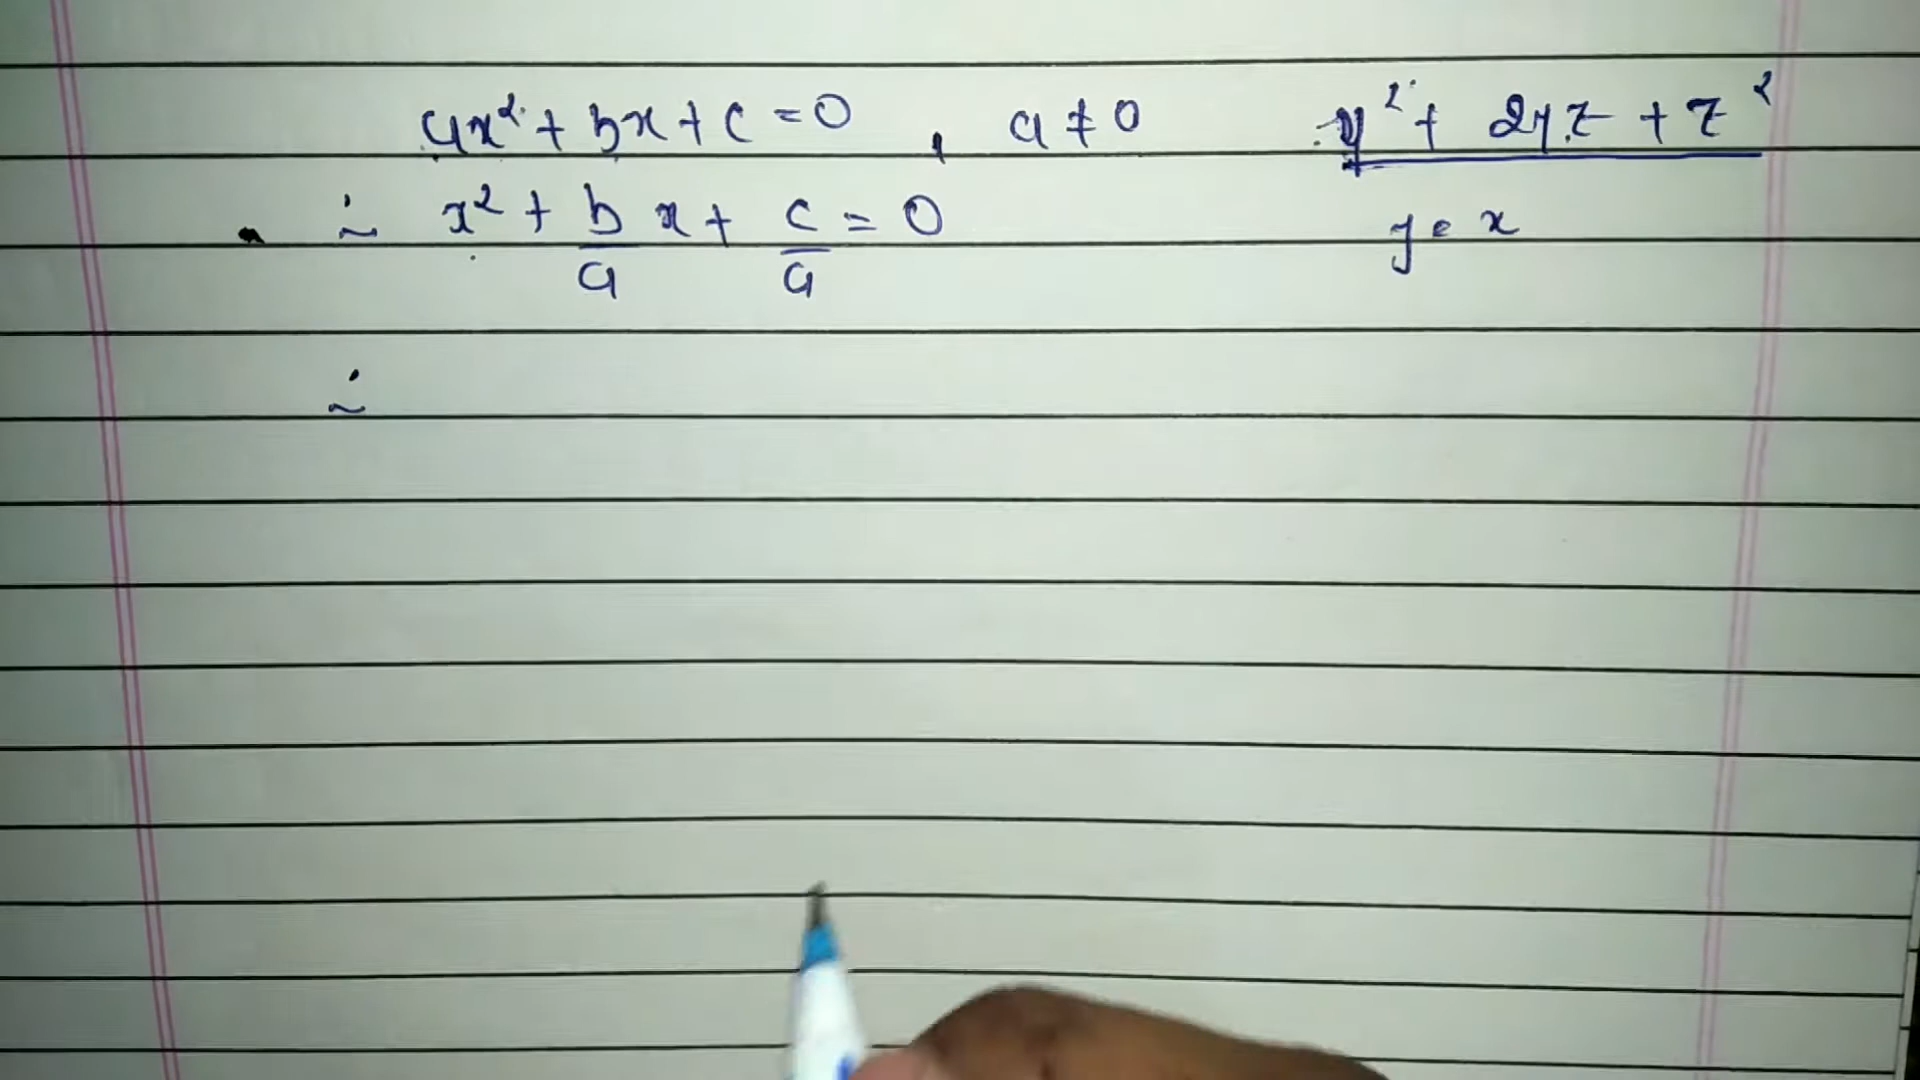 ax² + bx + c = 0 , a ≠ 0
∴ x² + b/a x + c/a = 0
∴
y² + 2yz + z²
y = x